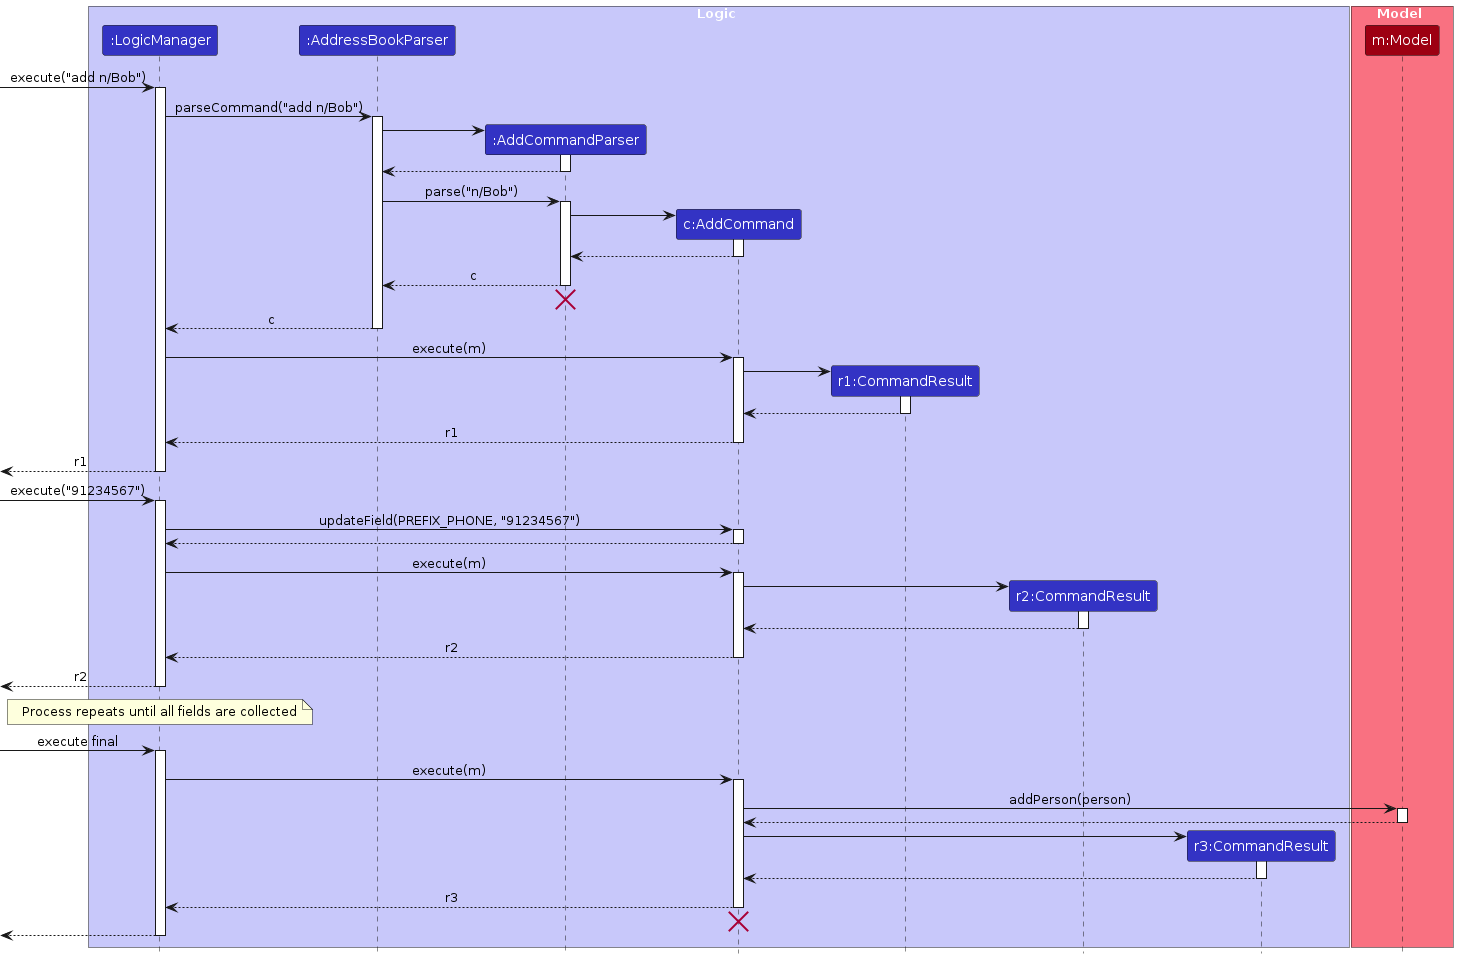 Logic
Model
:LogicManager
:AddressBookParser
m:Model
execute("add n/Bob")
parseCommand("add n/Bob")
:AddCommandParser
parse("n/Bob")
c:AddCommand
c
c
execute(m)
r1:CommandResult
r1
r1
execute("91234567")
updateField(PREFIX_PHONE, "91234567")
execute(m)
r2:CommandResult
r2
r2
Process repeats until all fields are collected
execute final
execute(m)
addPerson(person)
r3:CommandResult
r3